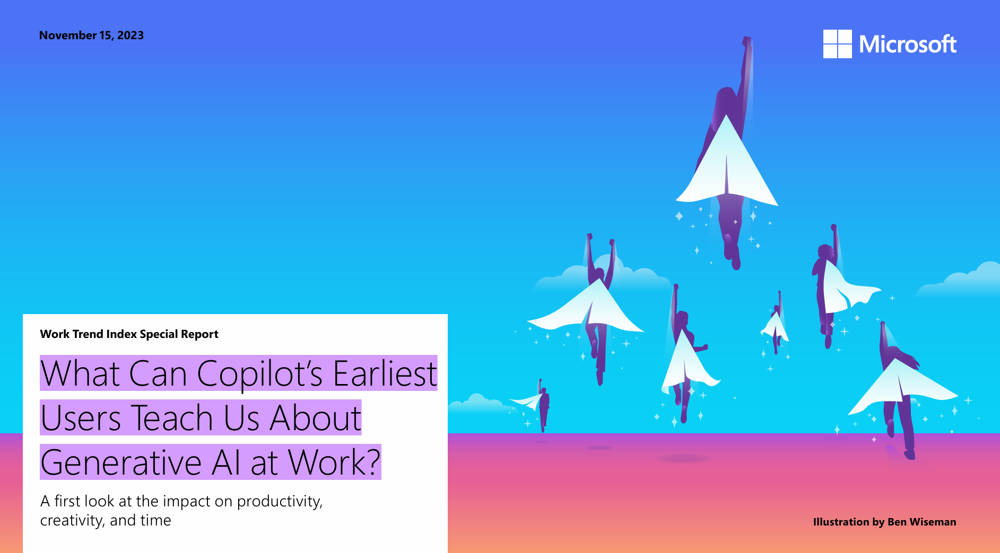 November 15, 2023
Microsoft
Work Trend Index Special Report
What Can Copilot’s Earliest
Users Teach Us About
Generative AI at Work?
A first look at the impact on productivity,
creativity, and time
Illustration by Ben Wiseman